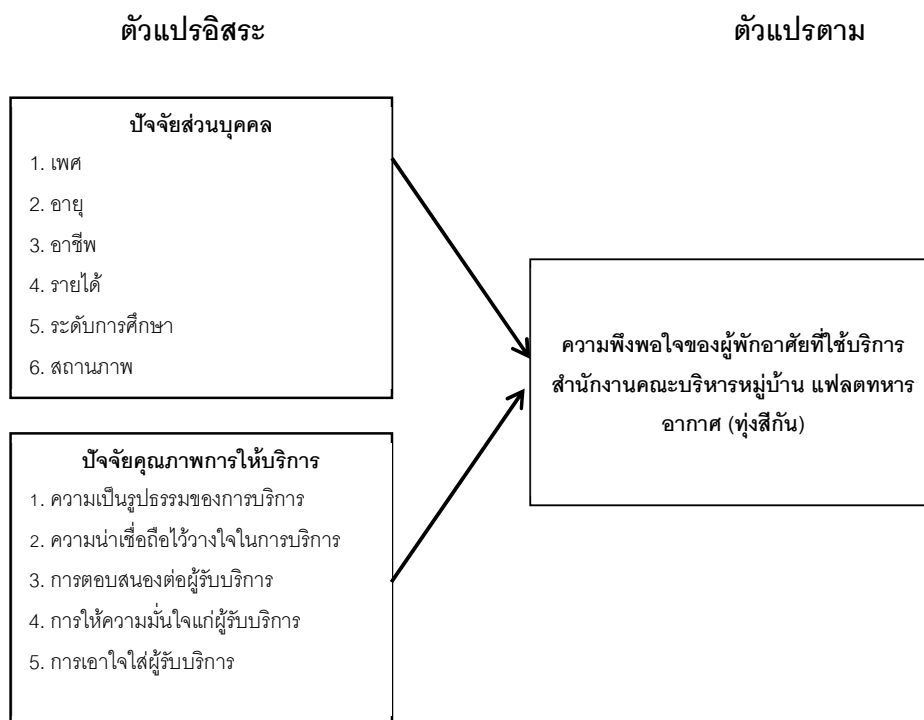 ตัวแปรอิสระ
ตัวแปรตาม
ปัจจัยส่วนบุคคล
1. เพศ
2. อายุ
3. อาชีพ
4. รายได้
5. ระดับการศึกษา
6. สถานภาพ
ความพึงพอใจของผู้พักอาศัยที่ใช้บริการ
สำนักงานคณะบริหารหมู่บ้าน แฟลตทหาร
อากาศ (ทุ่งสีกัน)
ปัจจัยคุณภาพการให้บริการ
1. ความเป็นรูปธรรมของการบริการ
2. ความน่าเชื่อถือไว้วางใจในการบริการ
3. การตอบสนองต่อผู้รับบริการ
4. การให้ความมั่นใจแก่ผู้รับบริการ
5. การเอาใจใส่ผู้รับบริการ